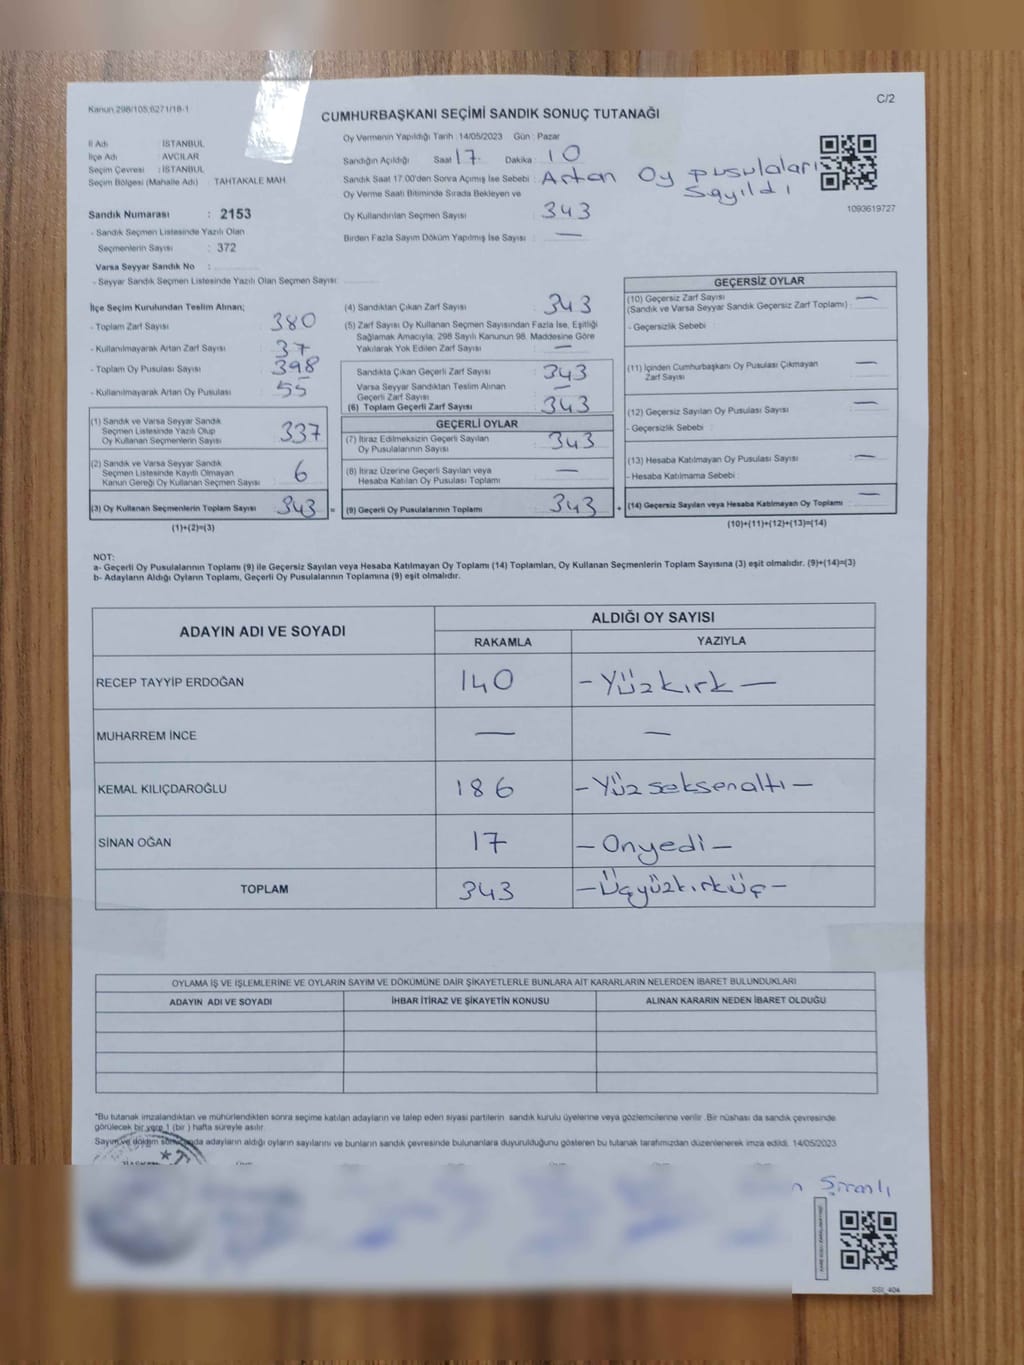 Kanun 298/105,6271/18-1
C/2
CUMHURBAŞKANI SEÇİMİ SANDIK SONUÇ TUTANAĞI
İl Adı : İSTANBUL
İlçe Adı : AVCILAR
Seçim Çevresi : İSTANBUL
Seçim Bölgesi (Mahalle Adı) : TAHTAKALE MAH.
Sandık Numarası : 2153
- Sandık Seçmen Listesinde Yazılı Olan
Seçmenlerin Sayısı : 372
Varsa Seyyar Sandık No :
- Seyyar Sandık Seçmen Listesinde Yazılı Olan Seçmen Sayısı:
Oy Vermenin Yapıldığı Tarih : 14/05/2023 Gün : Pazar
Sandığın Açıldığı Saat 17 Dakika 10
Sandık Saat 17:00'den Sonra Açımış İse Sebebi : Artan Oy pusulaları sayıldı
Oy Verme Saati Bitiminde Sırada Bekleyen ve
Oy Kullandırılan Seçmen Sayısı : 343
Birden Fazla Sayım Döküm Yapılmış İse Sayısı : —
1093619727
İlçe Seçim Kurulundan Teslim Alınan;
- Toplam Zarf Sayısı : 380
- Kullanılmayarak Artan Zarf Sayısı : 37
- Toplam Oy Pusulası Sayısı : 398
- Kullanılmayarak Artan Oy Pusulası : 55
(1) Sandık ve Varsa Seyyar Sandık
Seçmen Listesinde Yazılı Olup
Oy Kullanan Seçmenlerin Sayısı : 337
(2) Sandık ve Varsa Seyyar Sandık
Seçmen Listesinde Kayıtlı Olmayan
Kanun Gereği Oy Kullanan Seçmen Sayısı : 6
(3) Oy Kullanan Seçmenlerin Toplam Sayısı : 343 =
(1)+(2)=(3)
(4) Sandıktan Çıkan Zarf Sayısı : 343
(5) Zarf Sayısı Oy Kullanan Seçmen Sayısından Fazla İse, Eşitliği
Sağlamak Amacıyla, 298 Sayılı Kanunun 98. Maddesine Göre
Yakılarak Yok Edilen Zarf Sayısı : —
Sandıkta Çıkan Geçerli Zarf Sayısı : 343
Varsa Seyyar Sandıktan Teslim Alınan
Geçerli Zarf Sayısı : —
(6) Toplam Geçerli Zarf Sayısı : 343
GEÇERLİ OYLAR
(7) İtiraz Edilmeksizin Geçerli Sayılan
Oy Pusulalarının Sayısı : 343
(8) İtiraz Üzerine Geçerli Sayılan veya
Hesaba Katılan Oy Pusulası Toplamı : —
(9) Geçerli Oy Pusulalarının Toplamı : 343 +
GEÇERSİZ OYLAR
(10) Geçersiz Zarf Sayısı
(Sandık ve Varsa Seyyar Sandık Geçersiz Zarf Toplamı) : —
- Geçersizlik Sebebi :
(11) İçinden Cumhurbaşkanı Oy Pusulası Çıkmayan
Zarf Sayısı : —
(12) Geçersiz Sayılan Oy Pusulası Sayısı : —
- Geçersizlik Sebebi :
(13) Hesaba Katılmayan Oy Pusulası Sayısı : —
- Hesaba Katılmama Sebebi :
(14) Geçersiz Sayılan veya Hesaba Katılmayan Oy Toplamı : —
(10)+(11)+(12)+(13)=(14)
NOT:
a- Geçerli Oy Pusulalarının Toplamı (9) ile Geçersiz Sayılan veya Hesaba Katılmayan Oy Toplamı (14) Toplamları, Oy Kullanan Seçmenlerin Toplam Sayısına (3) eşit olmalıdır. (9)+(14)=(3)
b- Adayların Aldığı Oyların Toplamı, Geçerli Oy Pusulalarının Toplamına (9) eşit olmalıdır.
ADAYIN ADI VE SOYADI
ALDIĞI OY SAYISI
RAKAMLA YAZIYLA
RECEP TAYYİP ERDOĞAN 140 - Yüzkırk —
MUHARREM İNCE — —
KEMAL KILIÇDAROĞLU 186 - Yüz seksenaltı —
SİNAN OĞAN 17 - Onyedi —
TOPLAM 343 - Üçyüzkırküç -
OYLAMA İŞ VE İŞLEMLERİNE VE OYLARIN SAYIM VE DÖKÜMÜNE DAİR ŞİKAYETLERLE BUNLARA AİT KARARLARIN NELERDEN İBARET BULUNDUKLARI
ADAYIN ADI VE SOYADI İHBAR İTİRAZ VE ŞİKAYETİN KONUSU ALINAN KARARIN NEDEN İBARET OLDUĞU
"Bu tutanak imzalandıktan ve mühürlendikten sonra seçime katılan adayların ve talep eden siyasi partilerin sandık kurulu üyelerine veya gözlemcilerine verilir .Bir nüshası da sandık çevresinde
görülecek bir yere 1 (bir ) hafta süreyle asılır.
Sayım ve döküm sonucunda adayların aldığı oyların sayılarını ve bunların sandık çevresinde bulunanlara duyurulduğunu gösteren bu tutanak tarafımızdan düzenlenerek imza edildi. 14/05/2023
Şiranlı
SSI_404